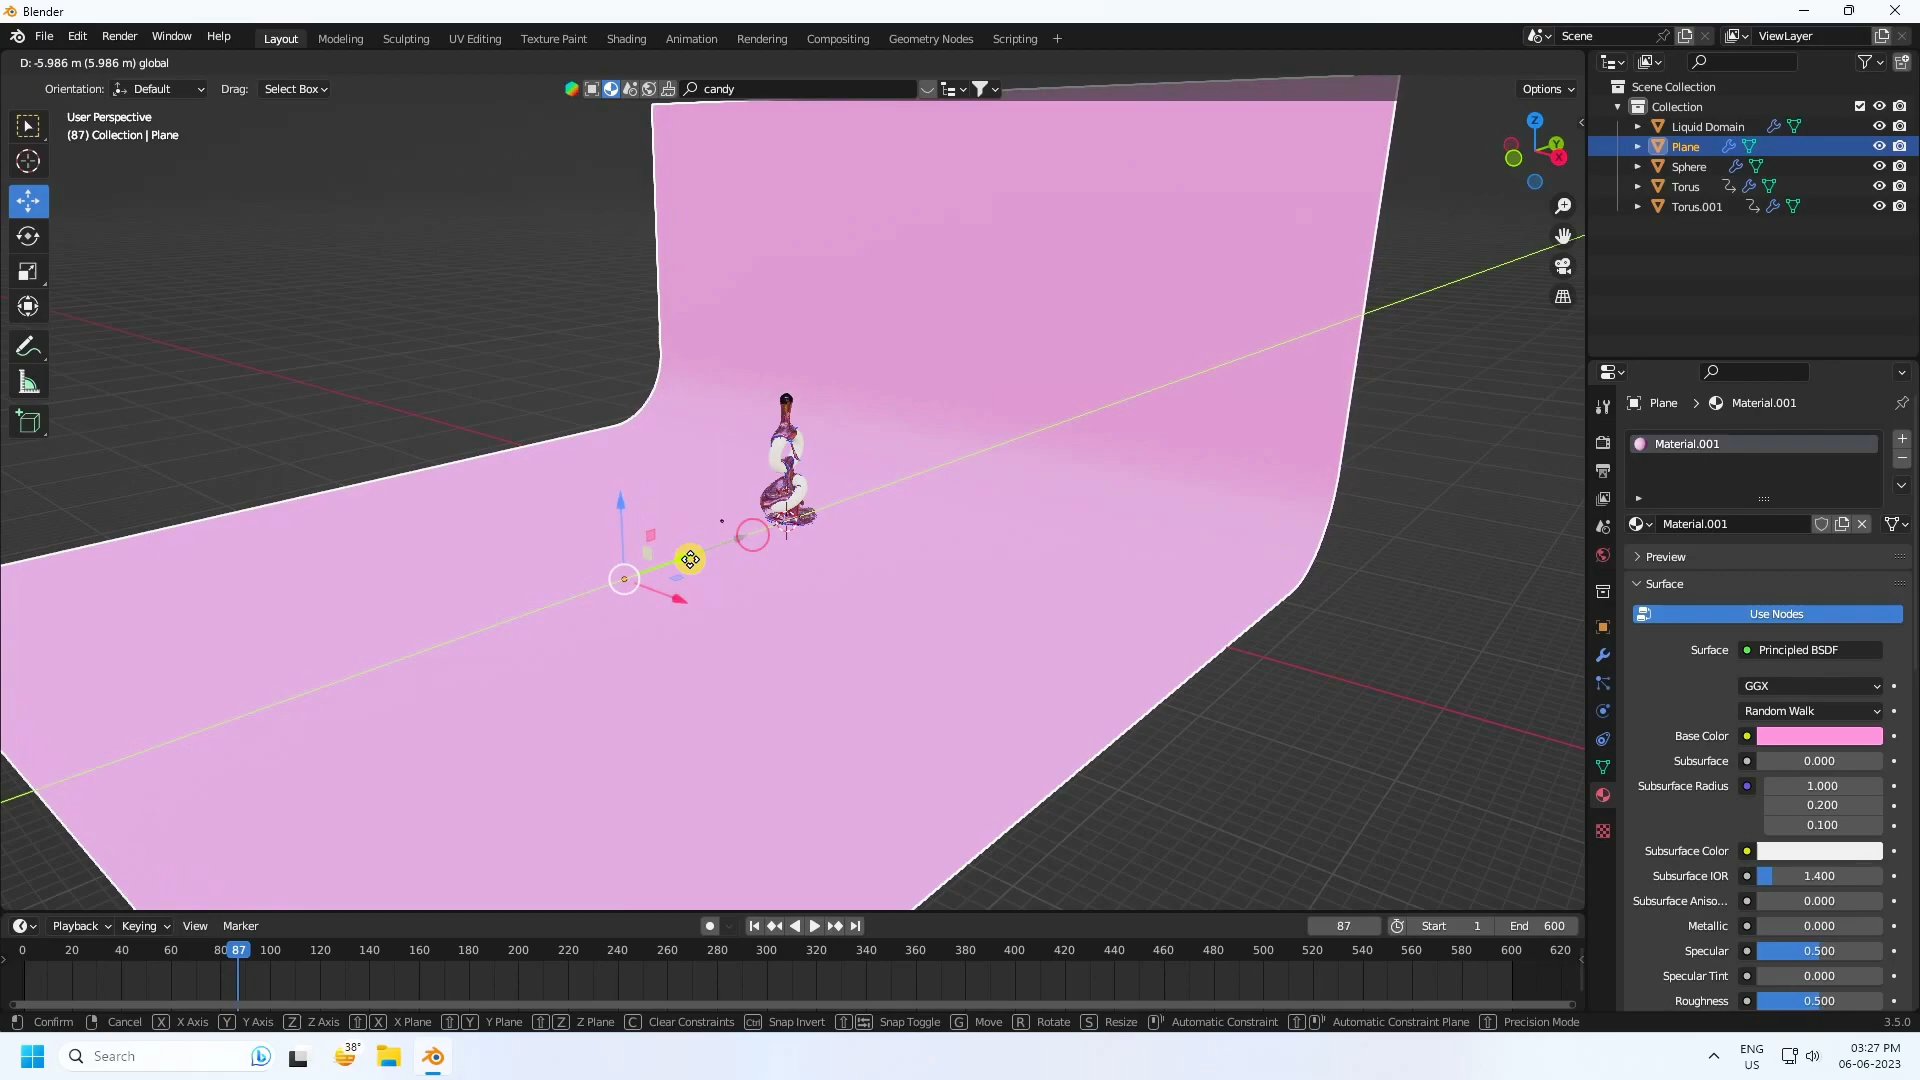 Blender
File Edit Render Window Help
Layout Modeling Sculpting UV Editing Texture Paint Shading Animation Rendering Compositing Geometry Nodes Scripting
Scene
ViewLayer
D: -5.986 m (5.986 m) global
Orientation: Default Drag: Select Box
candy
Options
User Perspective
(87) Collection | Plane
Z
Y
X
Scene Collection
Collection
Liquid Domain
Plane
Sphere
Torus
Torus.001
Plane > Material.001
Material.001
Material.001
Preview
Surface
Use Nodes
Surface Principled BSDF
GGX
Random Walk
Base Color
Subsurface 0.000
Subsurface Radius 1.000
0.200
0.100
Subsurface Color
Subsurface IOR 1.400
Subsurface Aniso... 0.000
Metallic 0.000
Specular 0.500
Specular Tint 0.000
Roughness 0.500
Playback Keying View Marker
87 Start 1 End 600
0 20 40 60 80 87 100 120 140 160 180 200 220 240 260 280 300 320 340 360 380 400 420 440 460 480 500 520 540 560 580 600 620
Confirm Cancel X X Axis Y Y Axis Z Z Axis X X Plane Y Y Plane Z Z Plane C Clear Constraints Ctrl Snap Invert Snap Toggle G Move R Rotate S Resize Automatic Constraint Automatic Constraint Plane Precision Mode 3.5.0
Search
38°
ENG
US
03:27 PM
06-06-2023